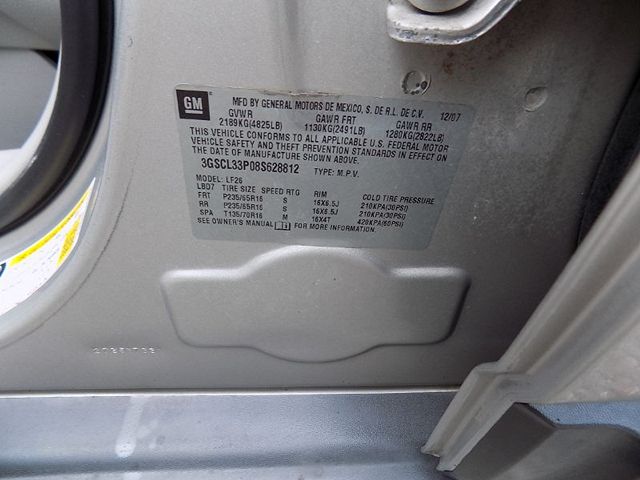 GM
MFD BY GENERAL MOTORS DE MEXICO, S. DE R.L. DE C.V. 12/07
GVWR GAWR FRT GAWR RR
2189KG(4825LB) 1130KG(2491LB) 1280KG(2822LB)
THIS VEHICLE CONFORMS TO ALL APPLICABLE U.S. FEDERAL MOTOR
VEHICLE SAFETY AND THEFT PREVENTION STANDARDS IN EFFECT ON
THE DATE OF MANUFACTURE SHOWN ABOVE.
3GSCL33P08S628812 TYPE: M.P.V.
MODEL: LF26
LBD7 TIRE SIZE SPEED RTG RIM COLD TIRE PRESSURE
FRT P235/65R16 S 16X6.5J 210KPA(30PSI)
RR P235/65R16 S 16X6.5J 210KPA(30PSI)
SPA T135/70R16 M 16X4T 420KPA(60PSI)
SEE OWNER'S MANUAL i FOR MORE INFORMATION.